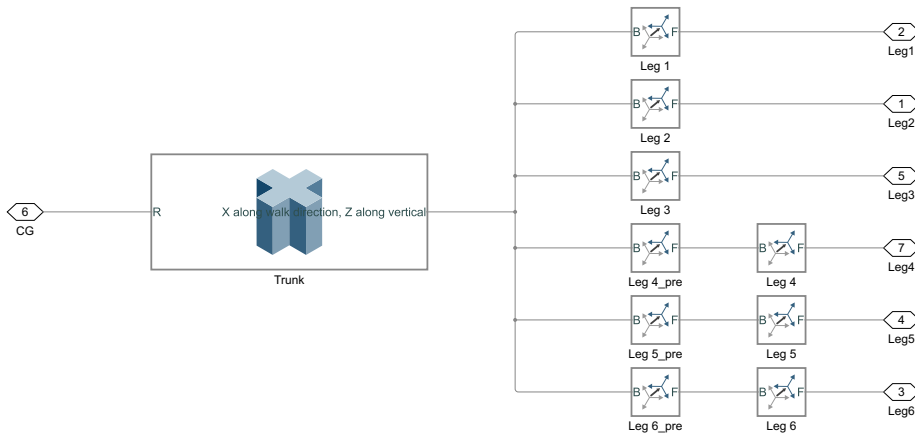 B F
Leg 1
2
Leg1
B F
Leg 2
1
Leg2
B F
Leg 3
5
Leg3
6
CG
R X along walk direction, Z along vertical
Trunk
B F
Leg 4_pre
B F
Leg 4
7
Leg4
B F
Leg 5_pre
B F
Leg 5
4
Leg5
B F
Leg 6_pre
B F
Leg 6
3
Leg6